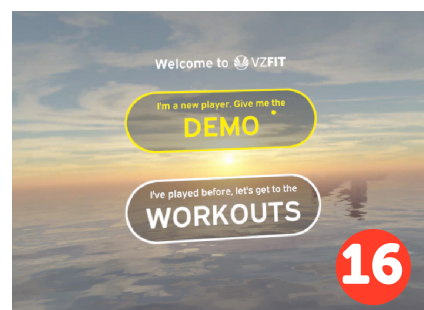 Welcome to VZFIT
I'm a new player. Give me the
DEMO
I've played before, let's get to the
WORKOUTS
16